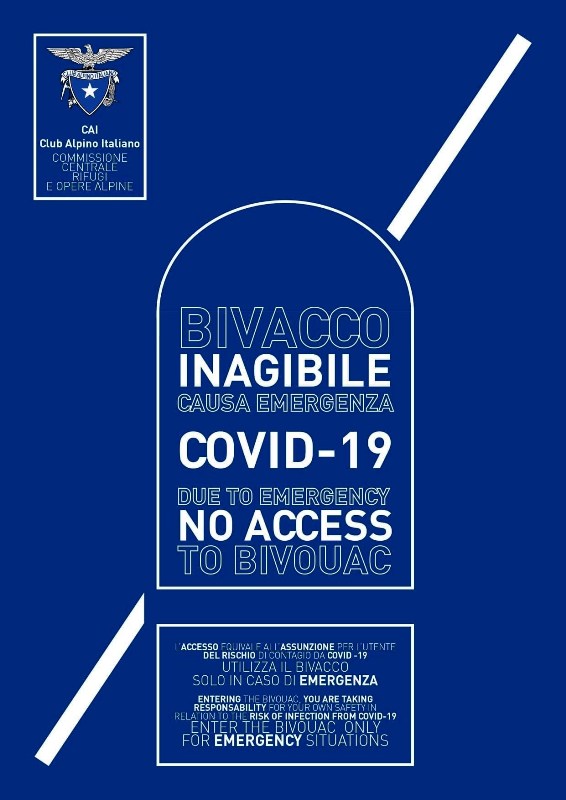 CLUB ALPINO ITALIANO
CAI
Club Alpino Italiano
COMMISSIONE
CENTRALE
RIFUGI
E OPERE ALPINE
BIVACCO
INAGIBILE
CAUSA EMERGENZA
COVID-19
DUE TO EMERGENCY
NO ACCESS
TO BIVOUAC
L'ACCESSO EQUIVALE ALL'ASSUNZIONE PER L'UTENTE
DEL RISCHIO DI CONTAGIO DA COVID -19
UTILIZZA IL BIVACCO
SOLO IN CASO DI EMERGENZA
ENTERING THE BIVOUAC, YOU ARE TAKING
RESPONSABILITY FOR YOUR OWN SAFETY IN
RELATION TO THE RISK OF INFECTION FROM COVID-19
ENTER THE BIVOUAC ONLY
FOR EMERGENCY SITUATIONS